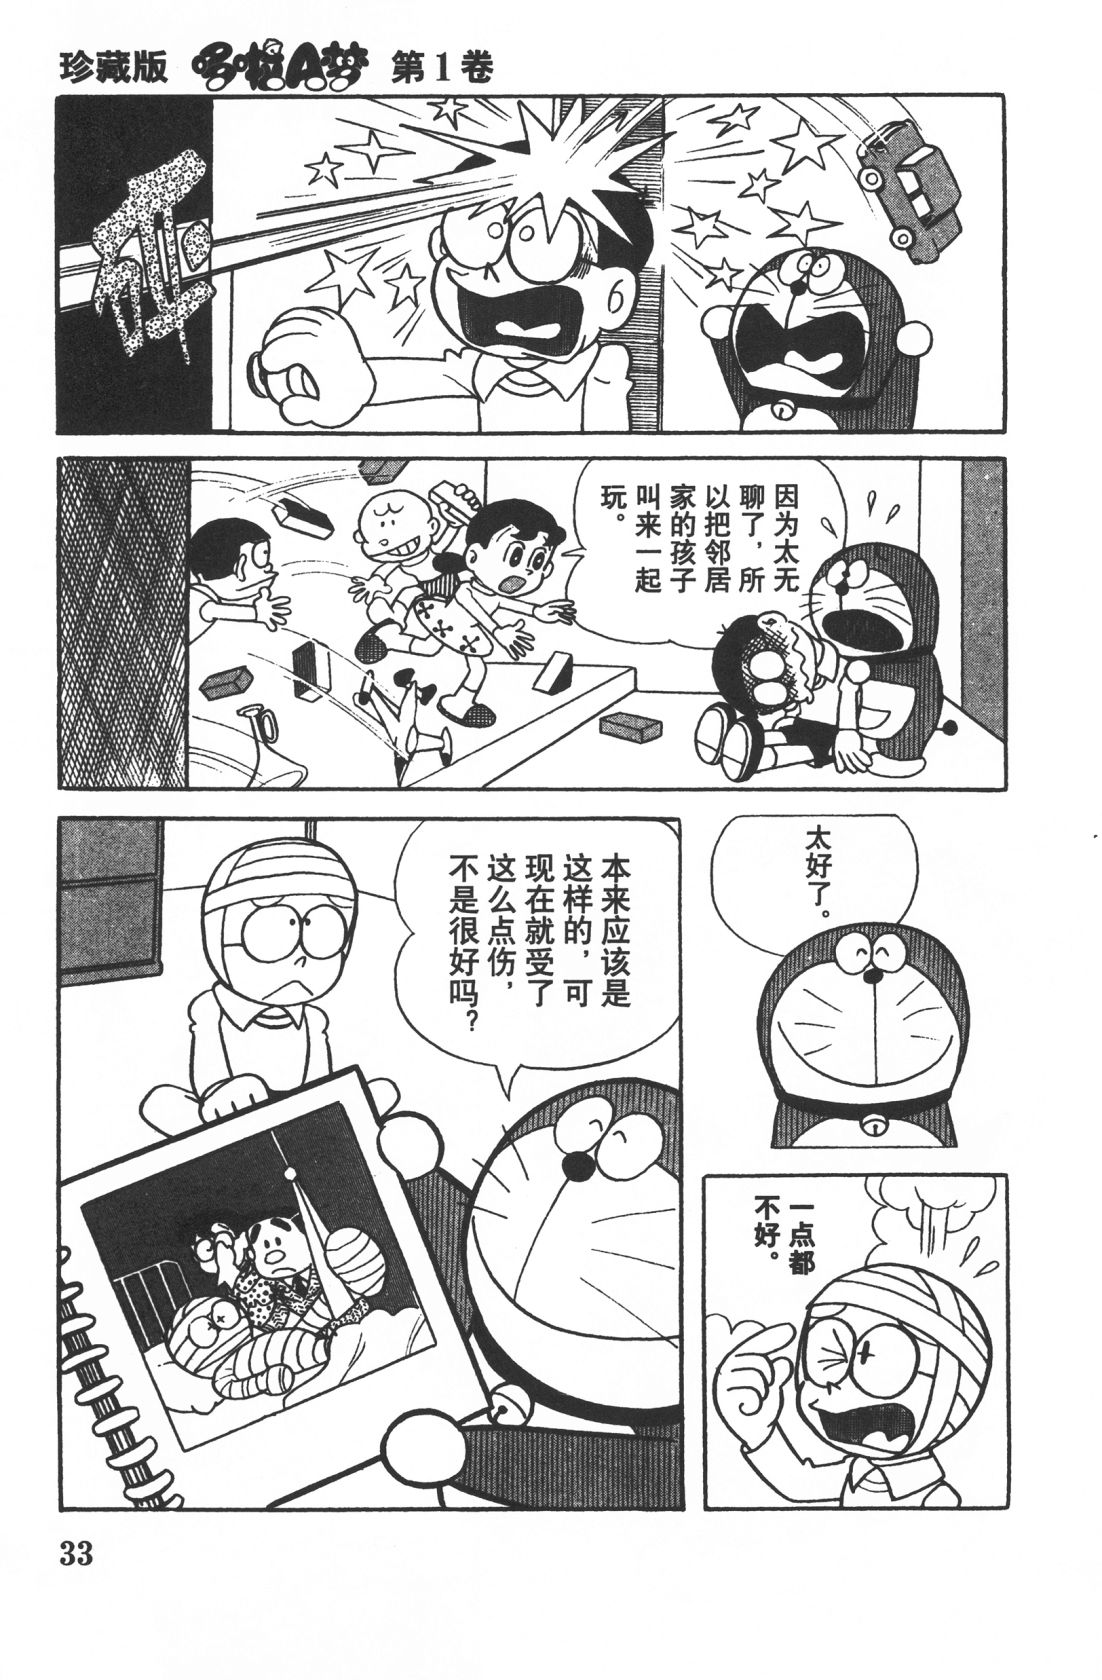 珍藏版 哆啦A梦 第1卷
因为太无
聊了，所
以把邻居
家的孩子
叫来一起
玩。
太好了。
本来应该是
这样的，可
现在就受了
这么点伤，
不是很好吗？
一点都
不好。
33